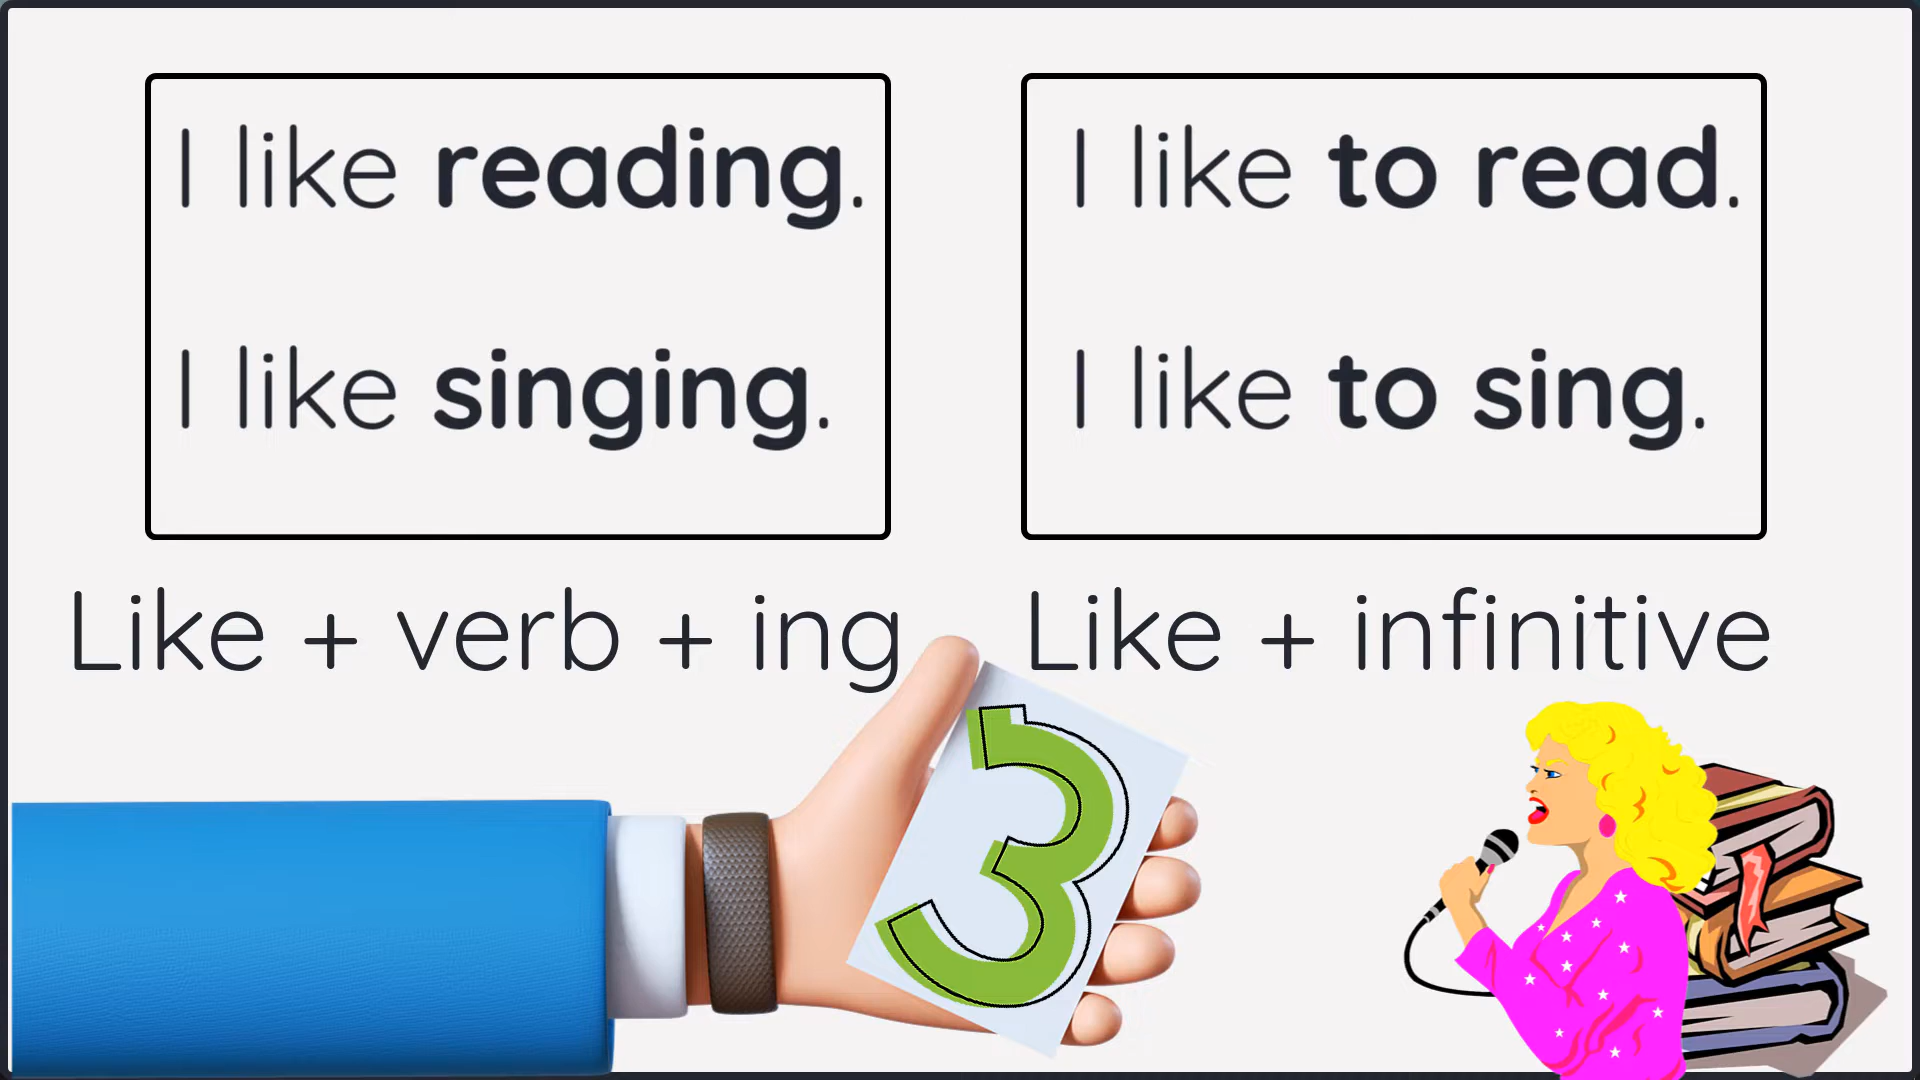 I like reading.
I like singing.
Like + verb + ing
I like to read.
I like to sing.
Like + infinitive
3